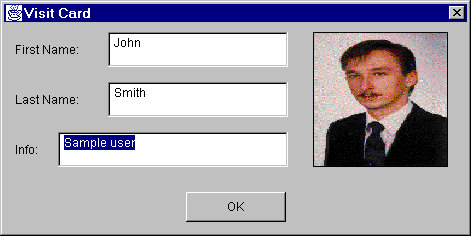 Visit Card
First Name: John
Last Name: Smith
Info: Sample user
OK